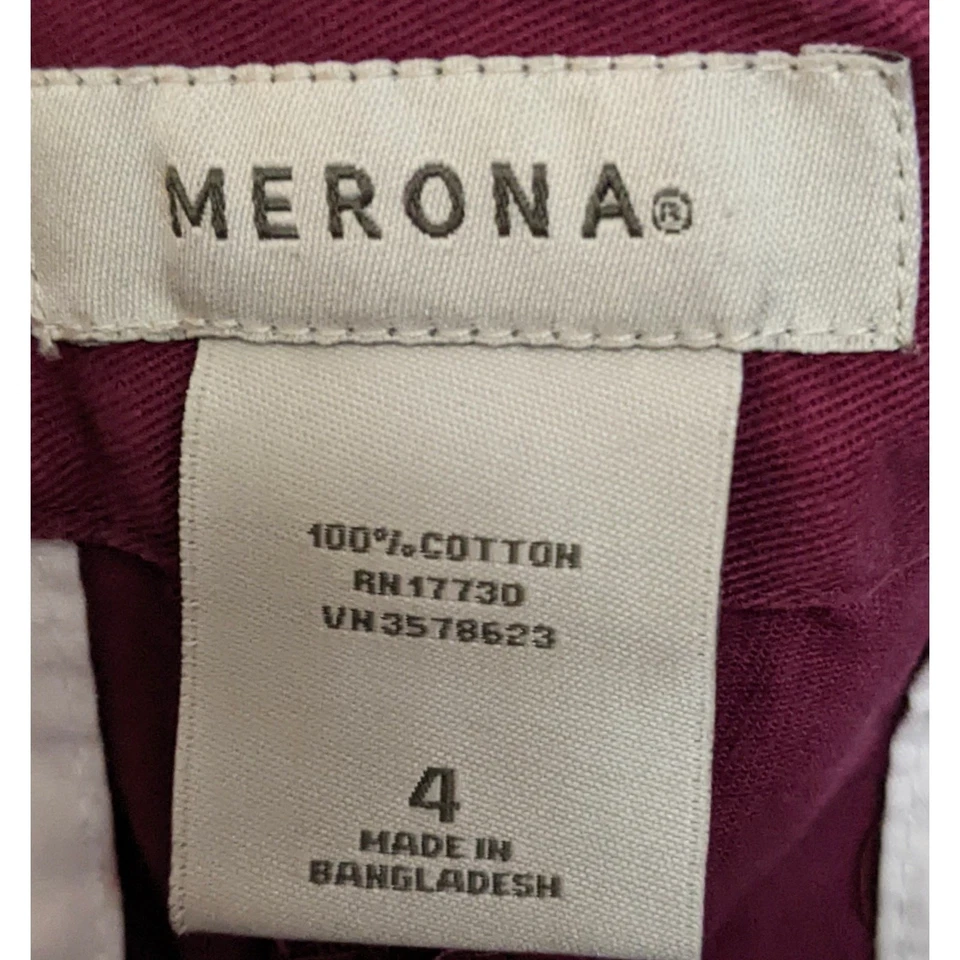 MERONA®
100% COTTON
RN17730
VN3578623
4
MADE IN
BANGLADESH